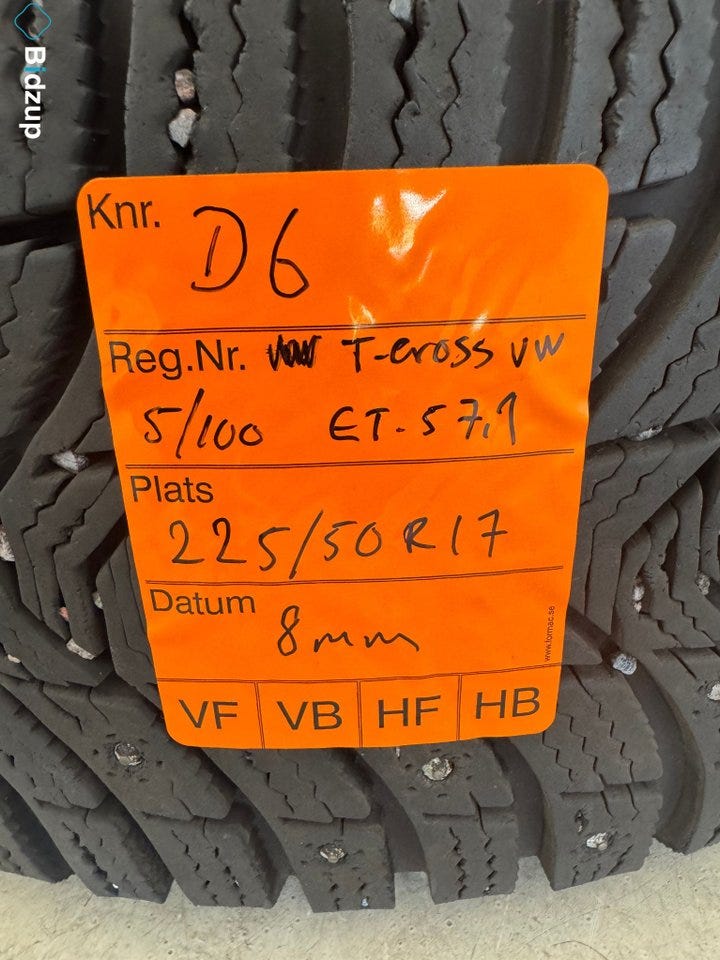 Bidzup
Knr. D6
Reg.Nr. T-cross VW
5/100 ET-57,1
Plats
225/50 R17
Datum
8mm
www.tormac.se
VF VB HF HB